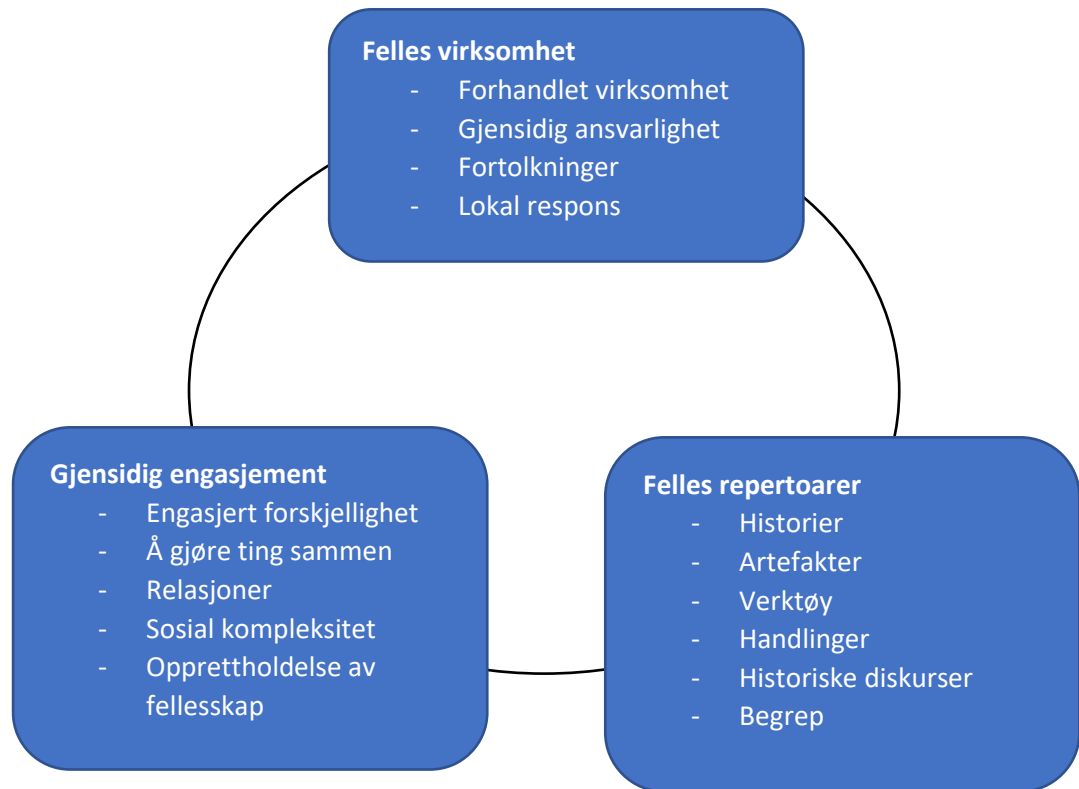 Felles virksomhet
- Forhandlet virksomhet
- Gjensidig ansvarlighet
- Fortolkninger
- Lokal respons
Gjensidig engasjement
- Engasjert forskjellighet
- Å gjøre ting sammen
- Relasjoner
- Sosial kompleksitet
- Opprettholdelse av
fellesskap
Felles repertoarer
- Historier
- Artefakter
- Verktøy
- Handlinger
- Historiske diskurser
- Begrep